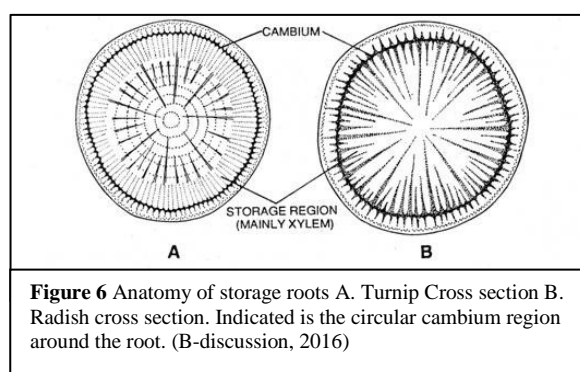 CAMBIUM
STORAGE REGION
(MAINLY XYLEM)
A
B
Figure 6 Anatomy of storage roots A. Turnip Cross section B.
Radish cross section. Indicated is the circular cambium region
around the root. (B-discussion, 2016)